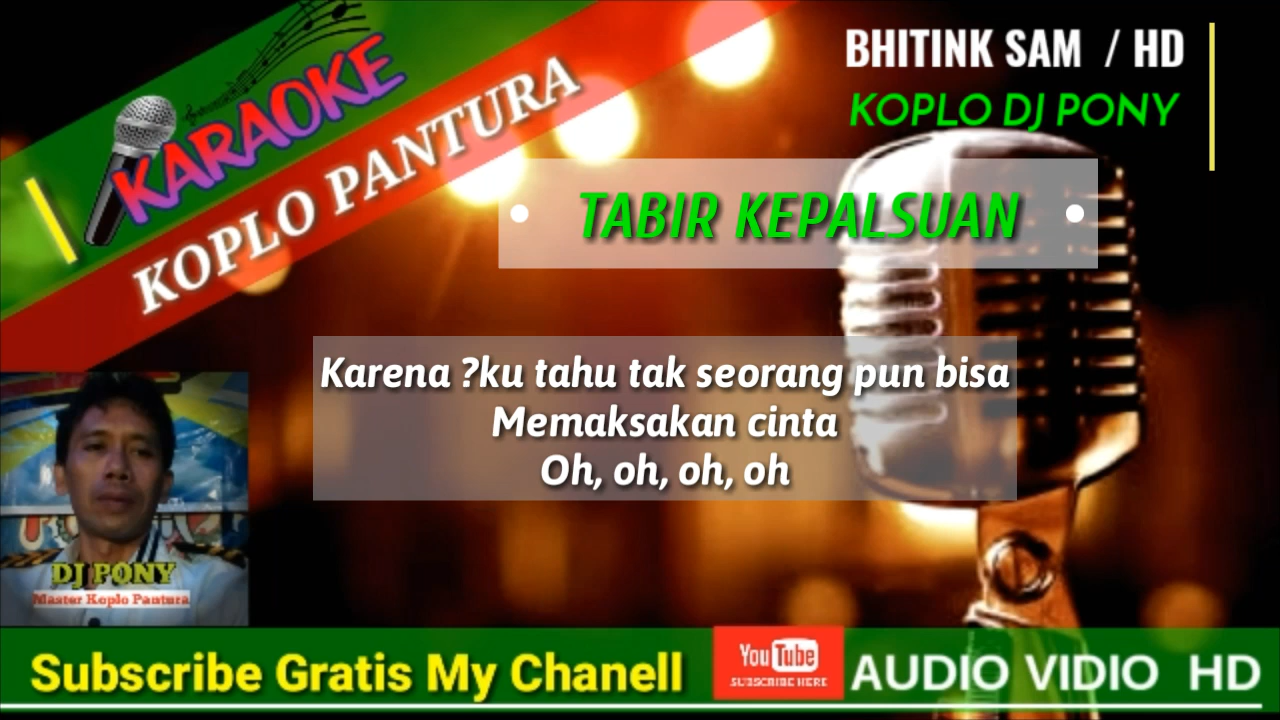 KARAOKE
KOPLO PANTURA
BHITINK SAM / HD
KOPLO DJ PONY
TABIR KEPALSUAN
Karena ?ku tahu tak seorang pun bisa
Memaksakan cinta
Oh, oh, oh, oh
DJ PONY
Master Koplo Pantura
Subscribe Gratis My Chanell
YouTube
SUBSCRIBE HERE
AUDIO VIDIO HD